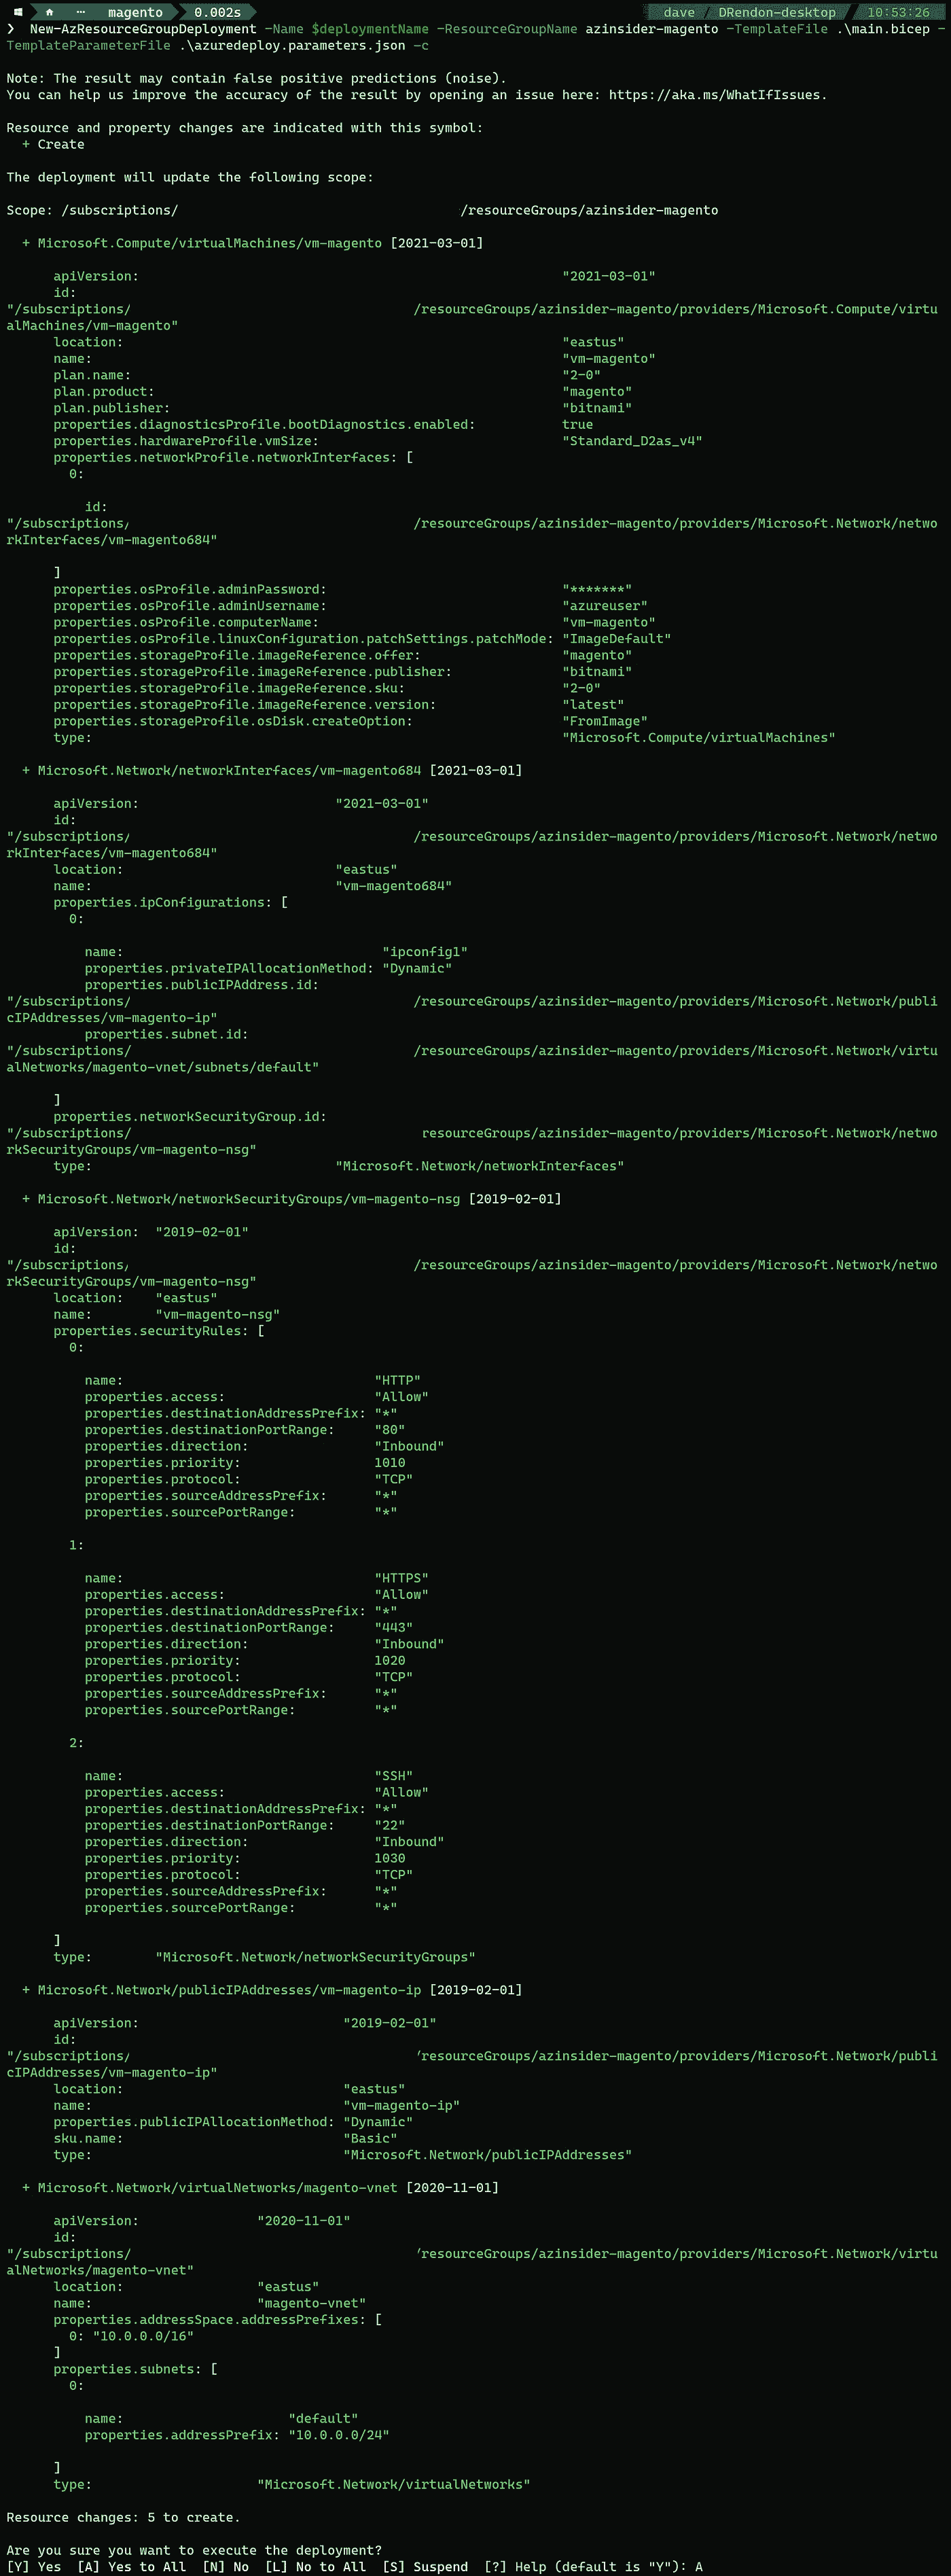 magento 0.002s dave / DRendon-desktop 10:53:26
❯ New-AzResourceGroupDeployment -Name $deploymentName -ResourceGroupName azinsider-magento -TemplateFile .\main.bicep -
TemplateParameterFile .\azuredeploy.parameters.json -c
Note: The result may contain false positive predictions (noise).
You can help us improve the accuracy of the result by opening an issue here: https://aka.ms/WhatIfIssues.
Resource and property changes are indicated with this symbol:
+ Create
The deployment will update the following scope:
Scope: /subscriptions/ /resourceGroups/azinsider-magento
+ Microsoft.Compute/virtualMachines/vm-magento [2021-03-01]
apiVersion: "2021-03-01"
id:
"/subscriptions/ /resourceGroups/azinsider-magento/providers/Microsoft.Compute/virtu
alMachines/vm-magento"
location: "eastus"
name: "vm-magento"
plan.name: "2-0"
plan.product: "magento"
plan.publisher: "bitnami"
properties.diagnosticsProfile.bootDiagnostics.enabled: true
properties.hardwareProfile.vmSize: "Standard_D2as_v4"
properties.networkProfile.networkInterfaces: [
0:
id:
"/subscriptions/ /resourceGroups/azinsider-magento/providers/Microsoft.Network/netwo
rkInterfaces/vm-magento684"
]
properties.osProfile.adminPassword: "*******"
properties.osProfile.adminUsername: "azureuser"
properties.osProfile.computerName: "vm-magento"
properties.osProfile.linuxConfiguration.patchSettings.patchMode: "ImageDefault"
properties.storageProfile.imageReference.offer: "magento"
properties.storageProfile.imageReference.publisher: "bitnami"
properties.storageProfile.imageReference.sku: "2-0"
properties.storageProfile.imageReference.version: "latest"
properties.storageProfile.osDisk.createOption: "FromImage"
type: "Microsoft.Compute/virtualMachines"
+ Microsoft.Network/networkInterfaces/vm-magento684 [2021-03-01]
apiVersion: "2021-03-01"
id:
"/subscriptions/ /resourceGroups/azinsider-magento/providers/Microsoft.Network/netwo
rkInterfaces/vm-magento684"
location: "eastus"
name: "vm-magento684"
properties.ipConfigurations: [
0:
name: "ipconfig1"
properties.privateIPAllocationMethod: "Dynamic"
properties.publicIPAddress.id:
"/subscriptions/ /resourceGroups/azinsider-magento/providers/Microsoft.Network/publi
cIPAddresses/vm-magento-ip"
properties.subnet.id:
"/subscriptions/ /resourceGroups/azinsider-magento/providers/Microsoft.Network/virtu
alNetworks/magento-vnet/subnets/default"
]
properties.networkSecurityGroup.id:
"/subscriptions/ resourceGroups/azinsider-magento/providers/Microsoft.Network/netwo
rkSecurityGroups/vm-magento-nsg"
type: "Microsoft.Network/networkInterfaces"
+ Microsoft.Network/networkSecurityGroups/vm-magento-nsg [2019-02-01]
apiVersion: "2019-02-01"
id:
"/subscriptions/ /resourceGroups/azinsider-magento/providers/Microsoft.Network/netwo
rkSecurityGroups/vm-magento-nsg"
location: "eastus"
name: "vm-magento-nsg"
properties.securityRules: [
0:
name: "HTTP"
properties.access: "Allow"
properties.destinationAddressPrefix: "*"
properties.destinationPortRange: "80"
properties.direction: "Inbound"
properties.priority: 1010
properties.protocol: "TCP"
properties.sourceAddressPrefix: "*"
properties.sourcePortRange: "*"
1:
name: "HTTPS"
properties.access: "Allow"
properties.destinationAddressPrefix: "*"
properties.destinationPortRange: "443"
properties.direction: "Inbound"
properties.priority: 1020
properties.protocol: "TCP"
properties.sourceAddressPrefix: "*"
properties.sourcePortRange: "*"
2:
name: "SSH"
properties.access: "Allow"
properties.destinationAddressPrefix: "*"
properties.destinationPortRange: "22"
properties.direction: "Inbound"
properties.priority: 1030
properties.protocol: "TCP"
properties.sourceAddressPrefix: "*"
properties.sourcePortRange: "*"
]
type: "Microsoft.Network/networkSecurityGroups"
+ Microsoft.Network/publicIPAddresses/vm-magento-ip [2019-02-01]
apiVersion: "2019-02-01"
id:
"/subscriptions/ /resourceGroups/azinsider-magento/providers/Microsoft.Network/publi
cIPAddresses/vm-magento-ip"
location: "eastus"
name: "vm-magento-ip"
properties.publicIPAllocationMethod: "Dynamic"
sku.name: "Basic"
type: "Microsoft.Network/publicIPAddresses"
+ Microsoft.Network/virtualNetworks/magento-vnet [2020-11-01]
apiVersion: "2020-11-01"
id:
"/subscriptions/ /resourceGroups/azinsider-magento/providers/Microsoft.Network/virtu
alNetworks/magento-vnet"
location: "eastus"
name: "magento-vnet"
properties.addressSpace.addressPrefixes: [
0: "10.0.0.0/16"
]
properties.subnets: [
0:
name: "default"
properties.addressPrefix: "10.0.0.0/24"
]
type: "Microsoft.Network/virtualNetworks"
Resource changes: 5 to create.
Are you sure you want to execute the deployment?
[Y] Yes [A] Yes to All [N] No [L] No to All [S] Suspend [?] Help (default is "Y"): A